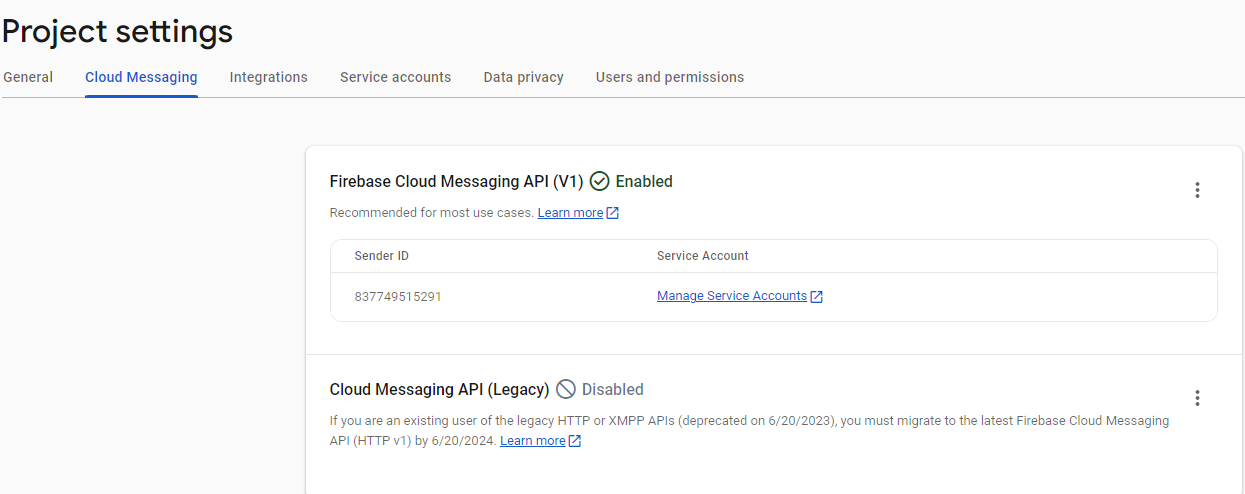 Project settings
General Cloud Messaging Integrations Service accounts Data privacy Users and permissions
Firebase Cloud Messaging API (V1) Enabled
Recommended for most use cases. Learn more
Sender ID Service Account
837749515291 Manage Service Accounts
Cloud Messaging API (Legacy) Disabled
If you are an existing user of the legacy HTTP or XMPP APIs (deprecated on 6/20/2023), you must migrate to the latest Firebase Cloud Messaging
API (HTTP v1) by 6/20/2024. Learn more